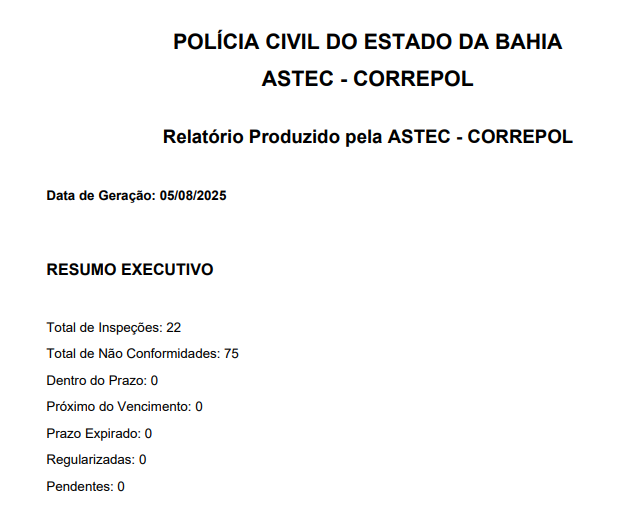 POLÍCIA CIVIL DO ESTADO DA BAHIA
ASTEC - CORREPOL
Relatório Produzido pela ASTEC - CORREPOL
Data de Geração: 05/08/2025
RESUMO EXECUTIVO
Total de Inspeções: 22
Total de Não Conformidades: 75
Dentro do Prazo: 0
Próximo do Vencimento: 0
Prazo Expirado: 0
Regularizadas: 0
Pendentes: 0